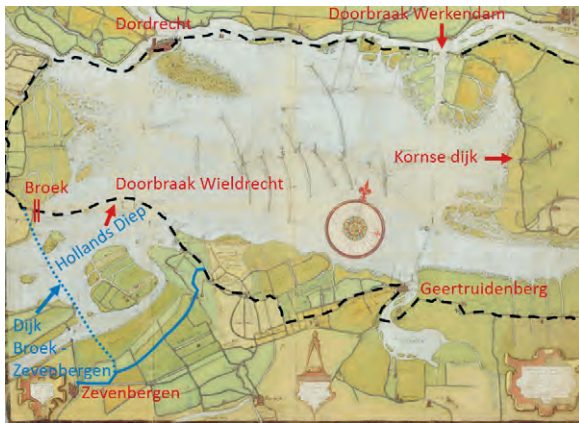 Doorbraak Werkendam
Dordrecht
Kornse dijk
Broek
Doorbraak Wieldrecht
Hollands Diep
Geertruidenberg
Dijk
Broek -
Zevenbergen
Zevenbergen